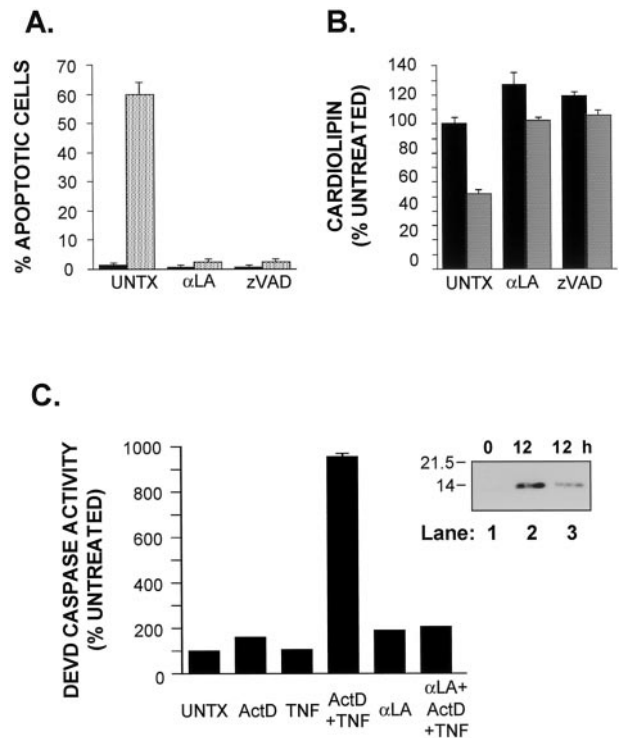 A.
% APOPTOTIC CELLS
70
60
50
40
30
20
10
0
UNTX αLA zVAD
B.
CARDIOLIPIN
(% UNTREATED)
140
120
100
80
60
40
20
0
UNTX αLA zVAD
C.
DEVD CASPASE ACTIVITY
(% UNTREATED)
1000
800
600
400
200
0
UNTX ActD TNF ActD +TNF αLA αLA+ ActD +TNF
0 12 12 h
21.5
14
Lane: 1 2 3